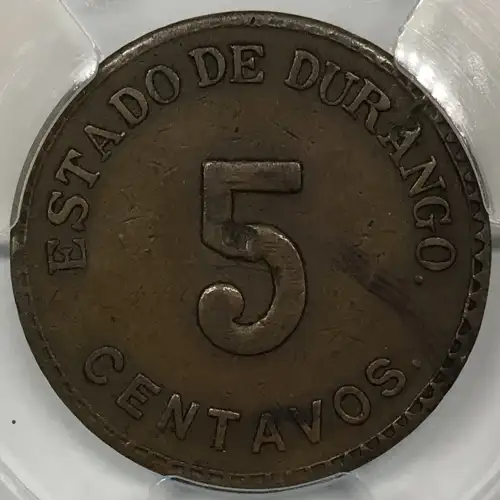 ESTADO DE DURANGO.
5
CENTAVOS.